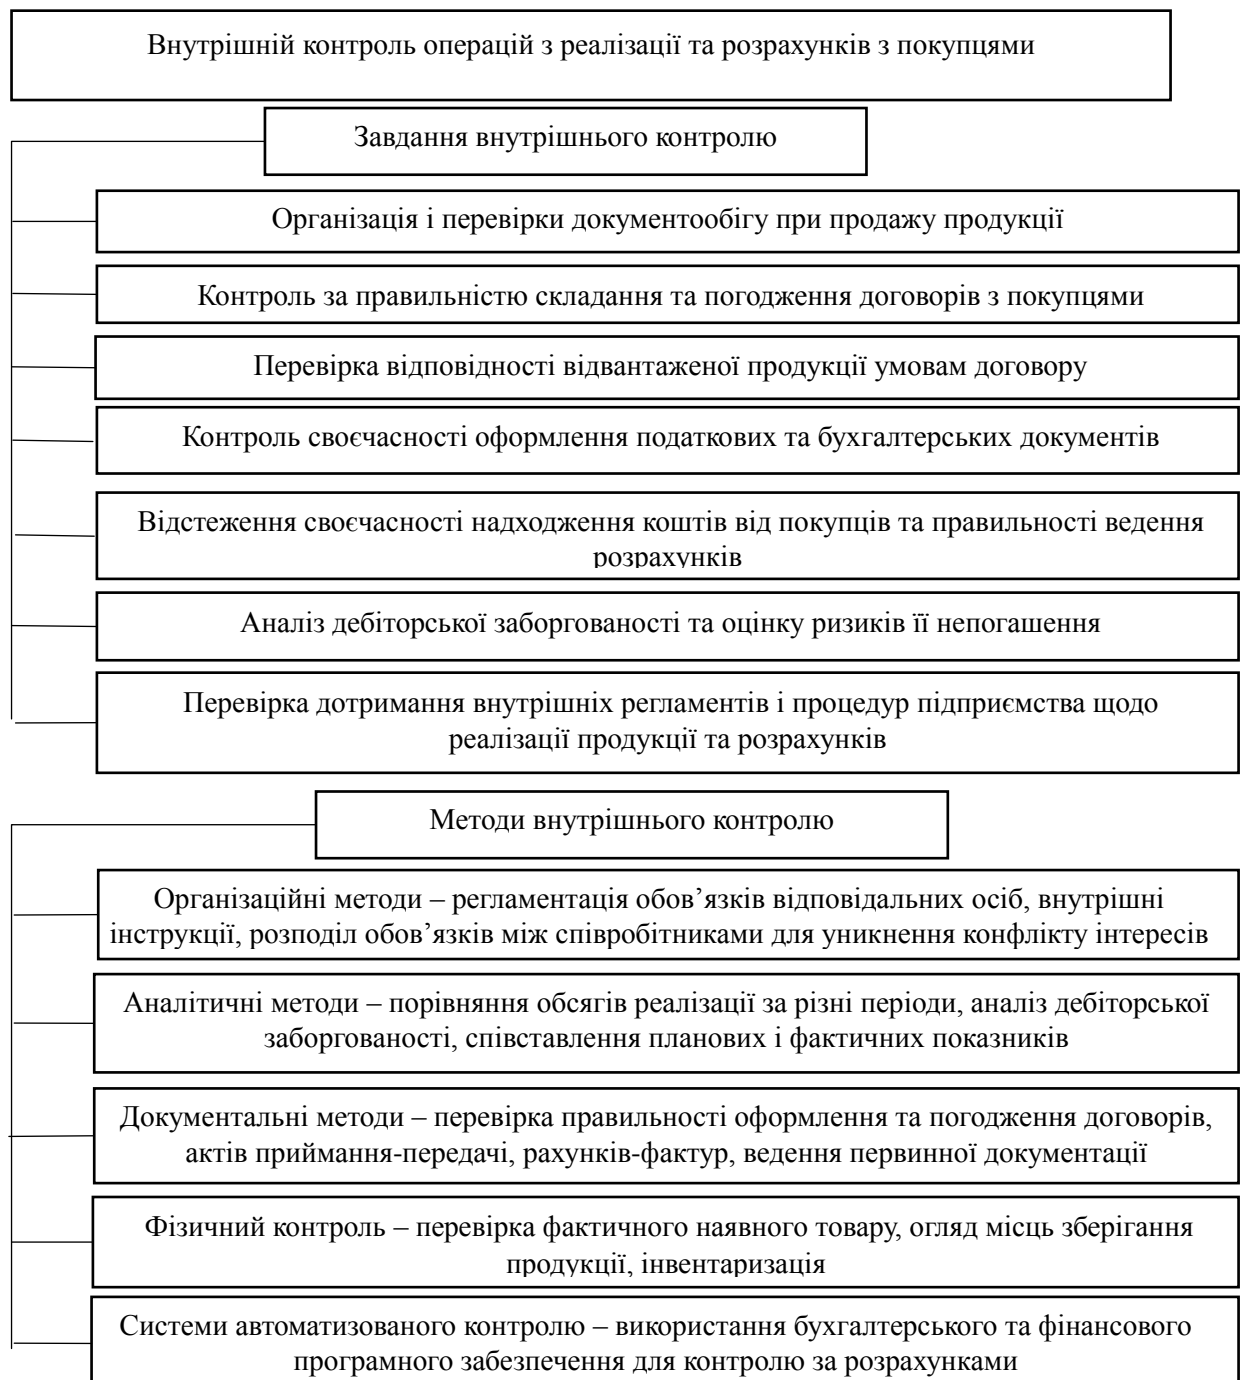 Внутрішній контроль операцій з реалізації та розрахунків з покупцями
Завдання внутрішнього контролю
Організація і перевірки документообігу при продажу продукції
Контроль за правильністю складання та погодження договорів з покупцями
Перевірка відповідності відвантаженої продукції умовам договору
Контроль своєчасності оформлення податкових та бухгалтерських документів
Відстеження своєчасності надходження коштів від покупців та правильності ведення
розрахунків
Аналіз дебіторської заборгованості та оцінку ризиків її непогашення
Перевірка дотримання внутрішніх регламентів і процедур підприємства щодо
реалізації продукції та розрахунків
Методи внутрішнього контролю
Організаційні методи – регламентація обов’язків відповідальних осіб, внутрішні
інструкції, розподіл обов’язків між співробітниками для уникнення конфлікту інтересів
Аналітичні методи – порівняння обсягів реалізації за різні періоди, аналіз дебіторської
заборгованості, співставлення планових і фактичних показників
Документальні методи – перевірка правильності оформлення та погодження договорів,
актів приймання-передачі, рахунків-фактур, ведення первинної документації
Фізичний контроль – перевірка фактичного наявного товару, огляд місць зберігання
продукції, інвентаризація
Системи автоматизованого контролю – використання бухгалтерського та фінансового
програмного забезпечення для контролю за розрахунками